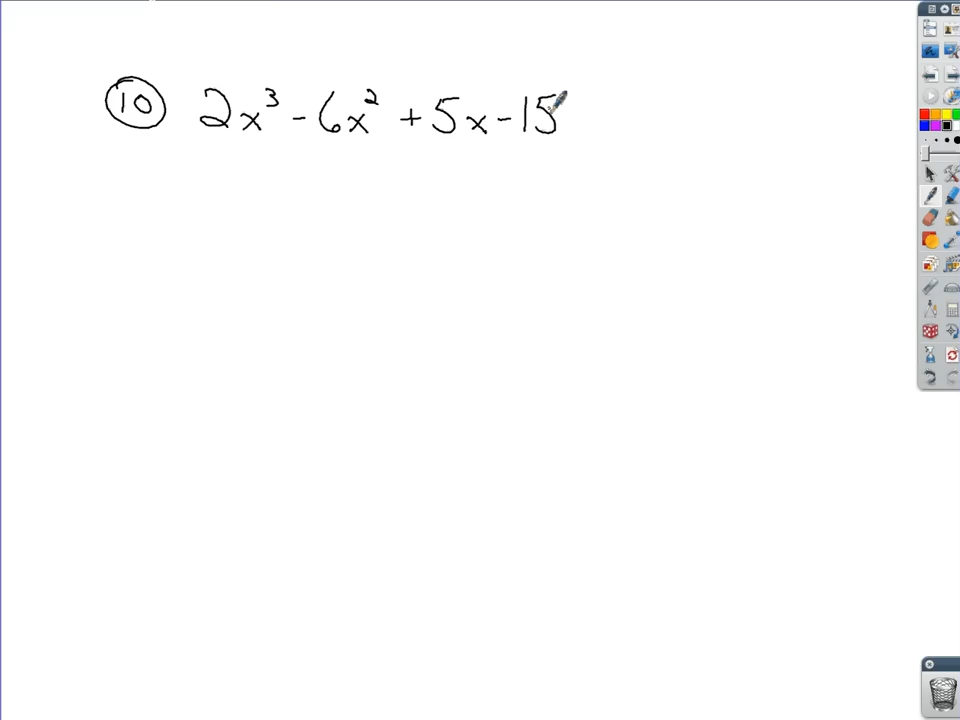 10 2x³ - 6x² + 5x - 15